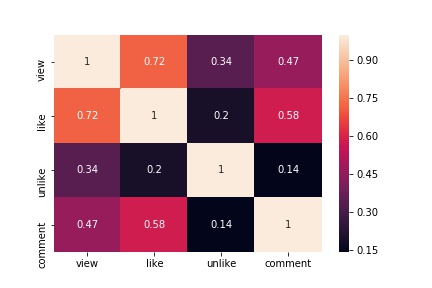 view 1 0.72 0.34 0.47
like 0.72 1 0.2 0.58
unlike 0.34 0.2 1 0.14
comment 0.47 0.58 0.14 1
view like unlike comment
0.90
0.75
0.60
0.45
0.30
0.15